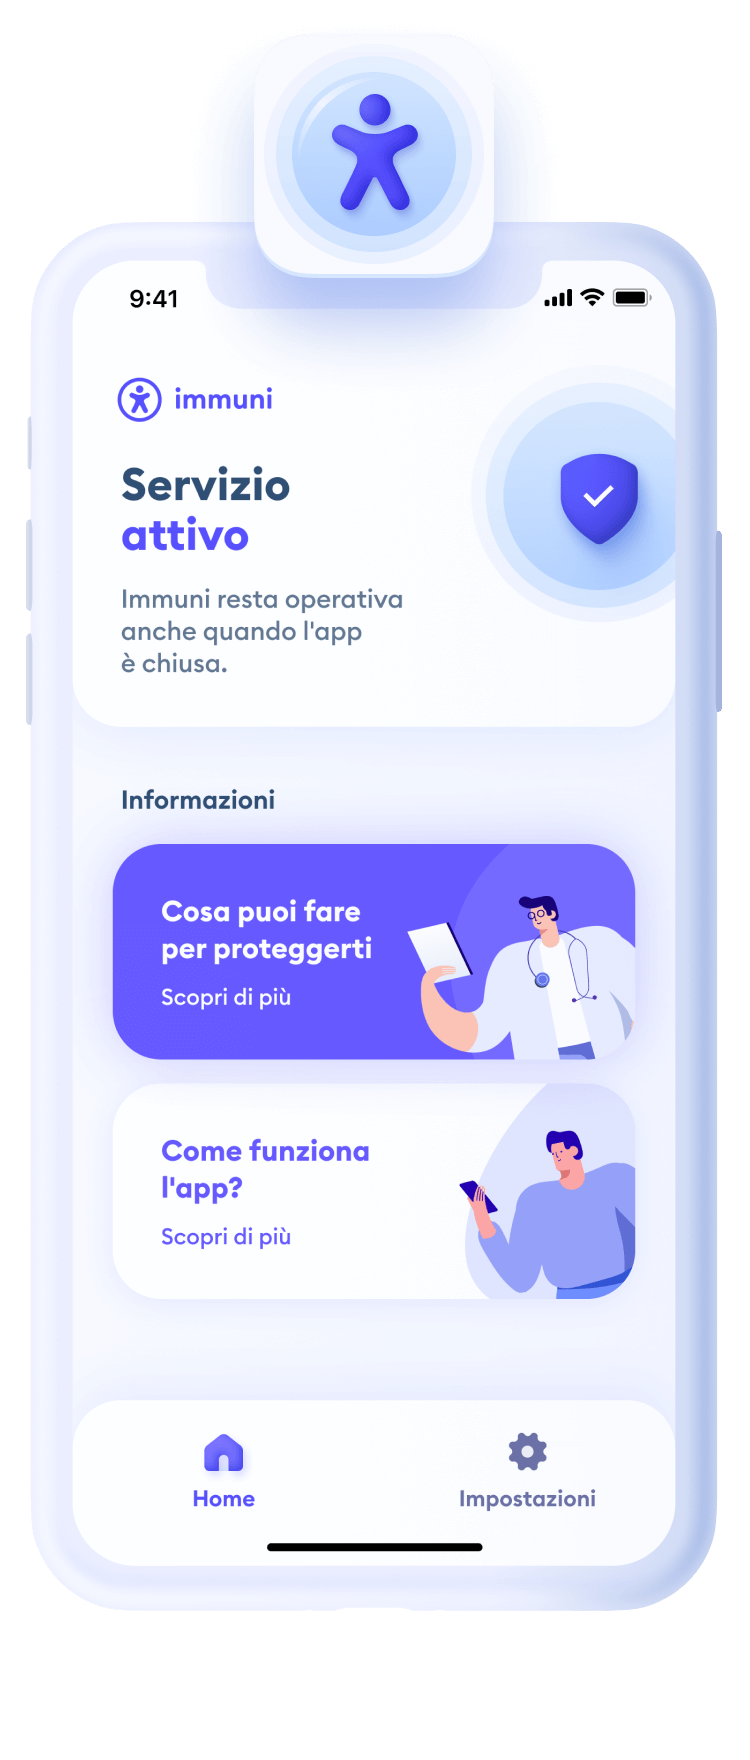 9:41
immuni
Servizio
attivo
Immuni resta operativa
anche quando l'app
è chiusa.
Informazioni
Cosa puoi fare
per proteggerti
Scopri di più
Come funziona
l'app?
Scopri di più
Home
Impostazioni